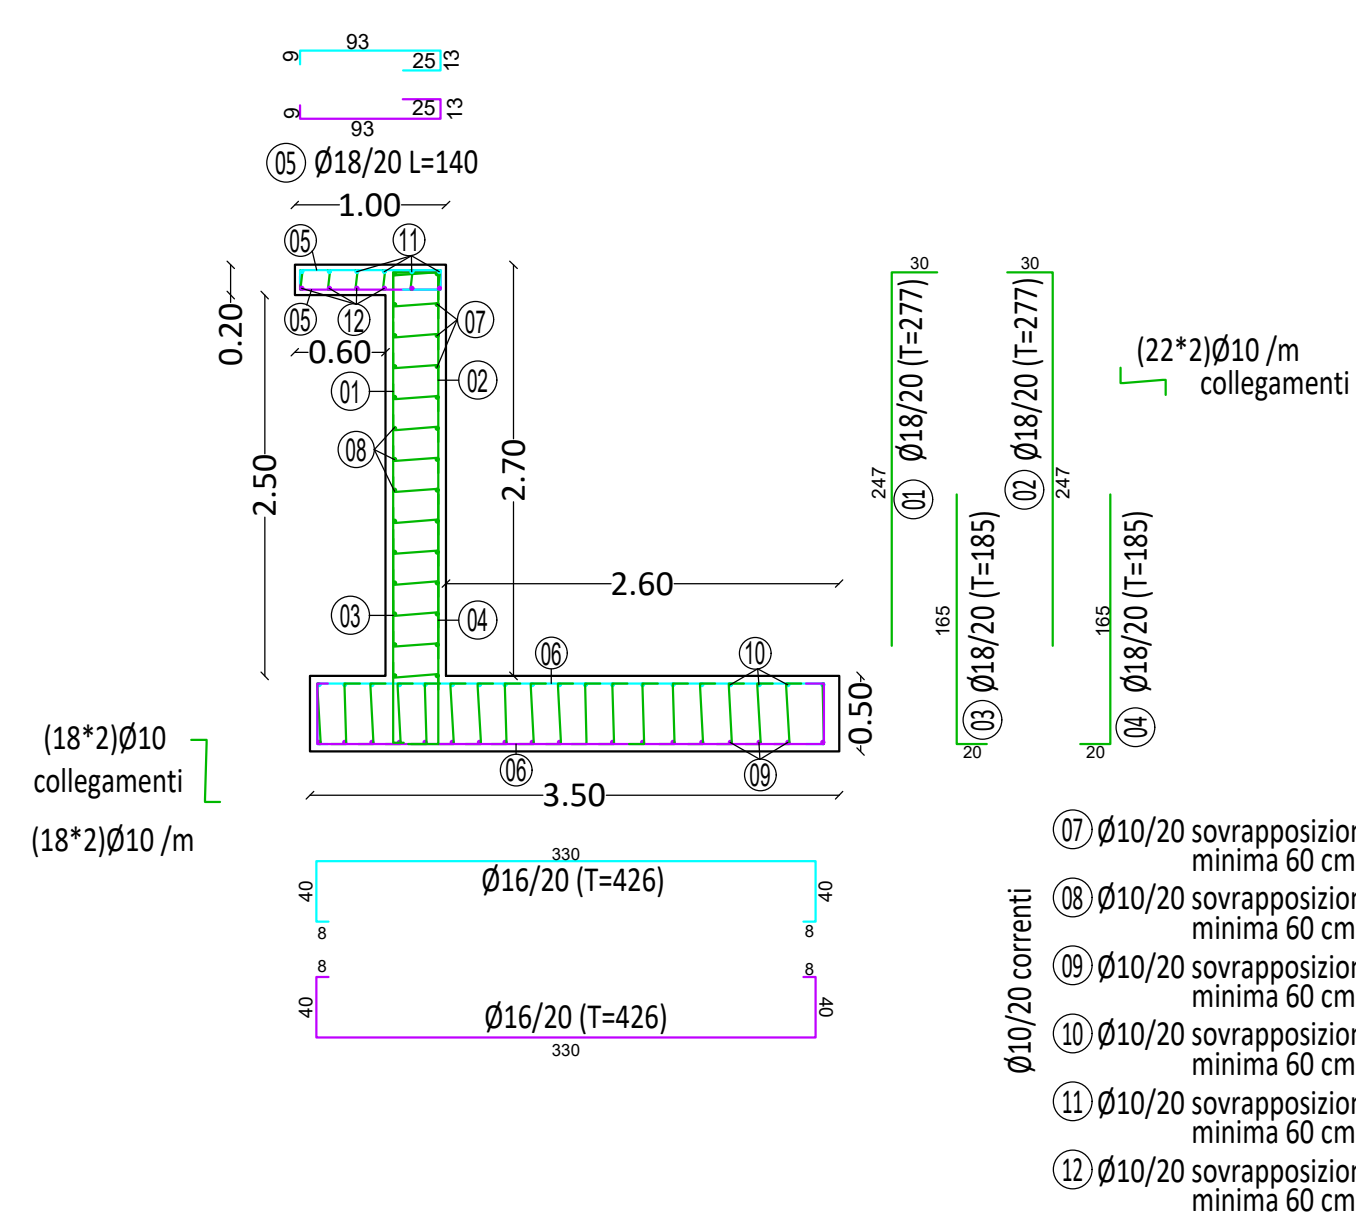 93
9
25
13
9
25
13
93
05 Ø18/20 L=140
1.00
05
11
0.20
05
12
07
0.60
01
02
08
2.50
2.70
2.60
03
04
06
10
0.50
06
09
3.50
30
247
01 Ø18/20 (T=277)
30
247
02 Ø18/20 (T=277)
165
20
03 Ø18/20 (T=185)
165
20
04 Ø18/20 (T=185)
(22*2)Ø10 /m
collegamenti
(18*2)Ø10
collegamenti
(18*2)Ø10 /m
330
Ø16/20 (T=426)
40
40
8
8
8
8
40
40
Ø16/20 (T=426)
330
Ø10/20 correnti
07 Ø10/20 sovrapposizion
minima 60 cm
08 Ø10/20 sovrapposizion
minima 60 cm
09 Ø10/20 sovrapposizion
minima 60 cm
10 Ø10/20 sovrapposizion
minima 60 cm
11 Ø10/20 sovrapposizion
minima 60 cm
12 Ø10/20 sovrapposizion
minima 60 cm